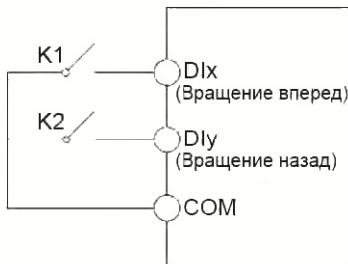 K1
DIx
(Вращение вперед)
K2
DIy
(Вращение назад)
COM